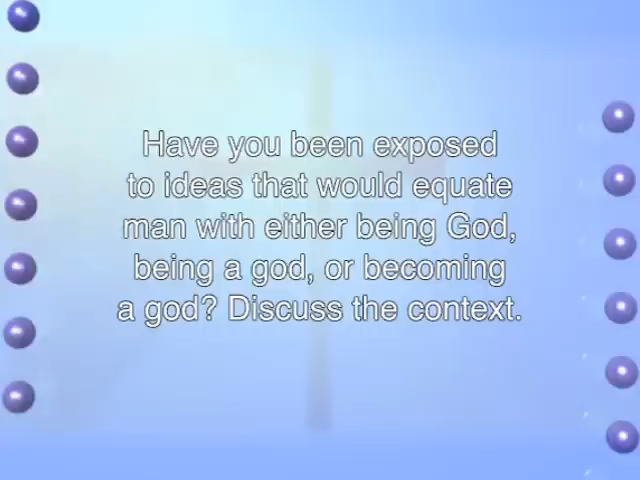 Have you been exposed
to ideas that would equate
man with either being God,
being a god, or becoming
a god? Discuss the context.